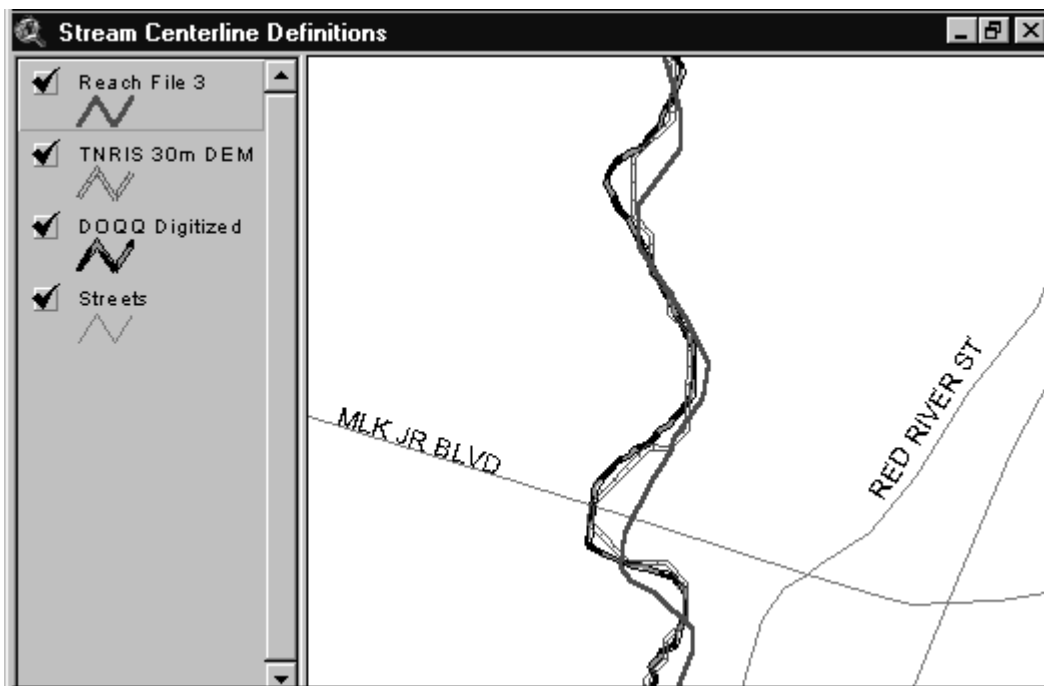 Stream Centerline Definitions
Reach File 3
TNRIS 30m DEM
DOQQ Digitized
Streets
MLK JR BLVD
RED RIVER ST